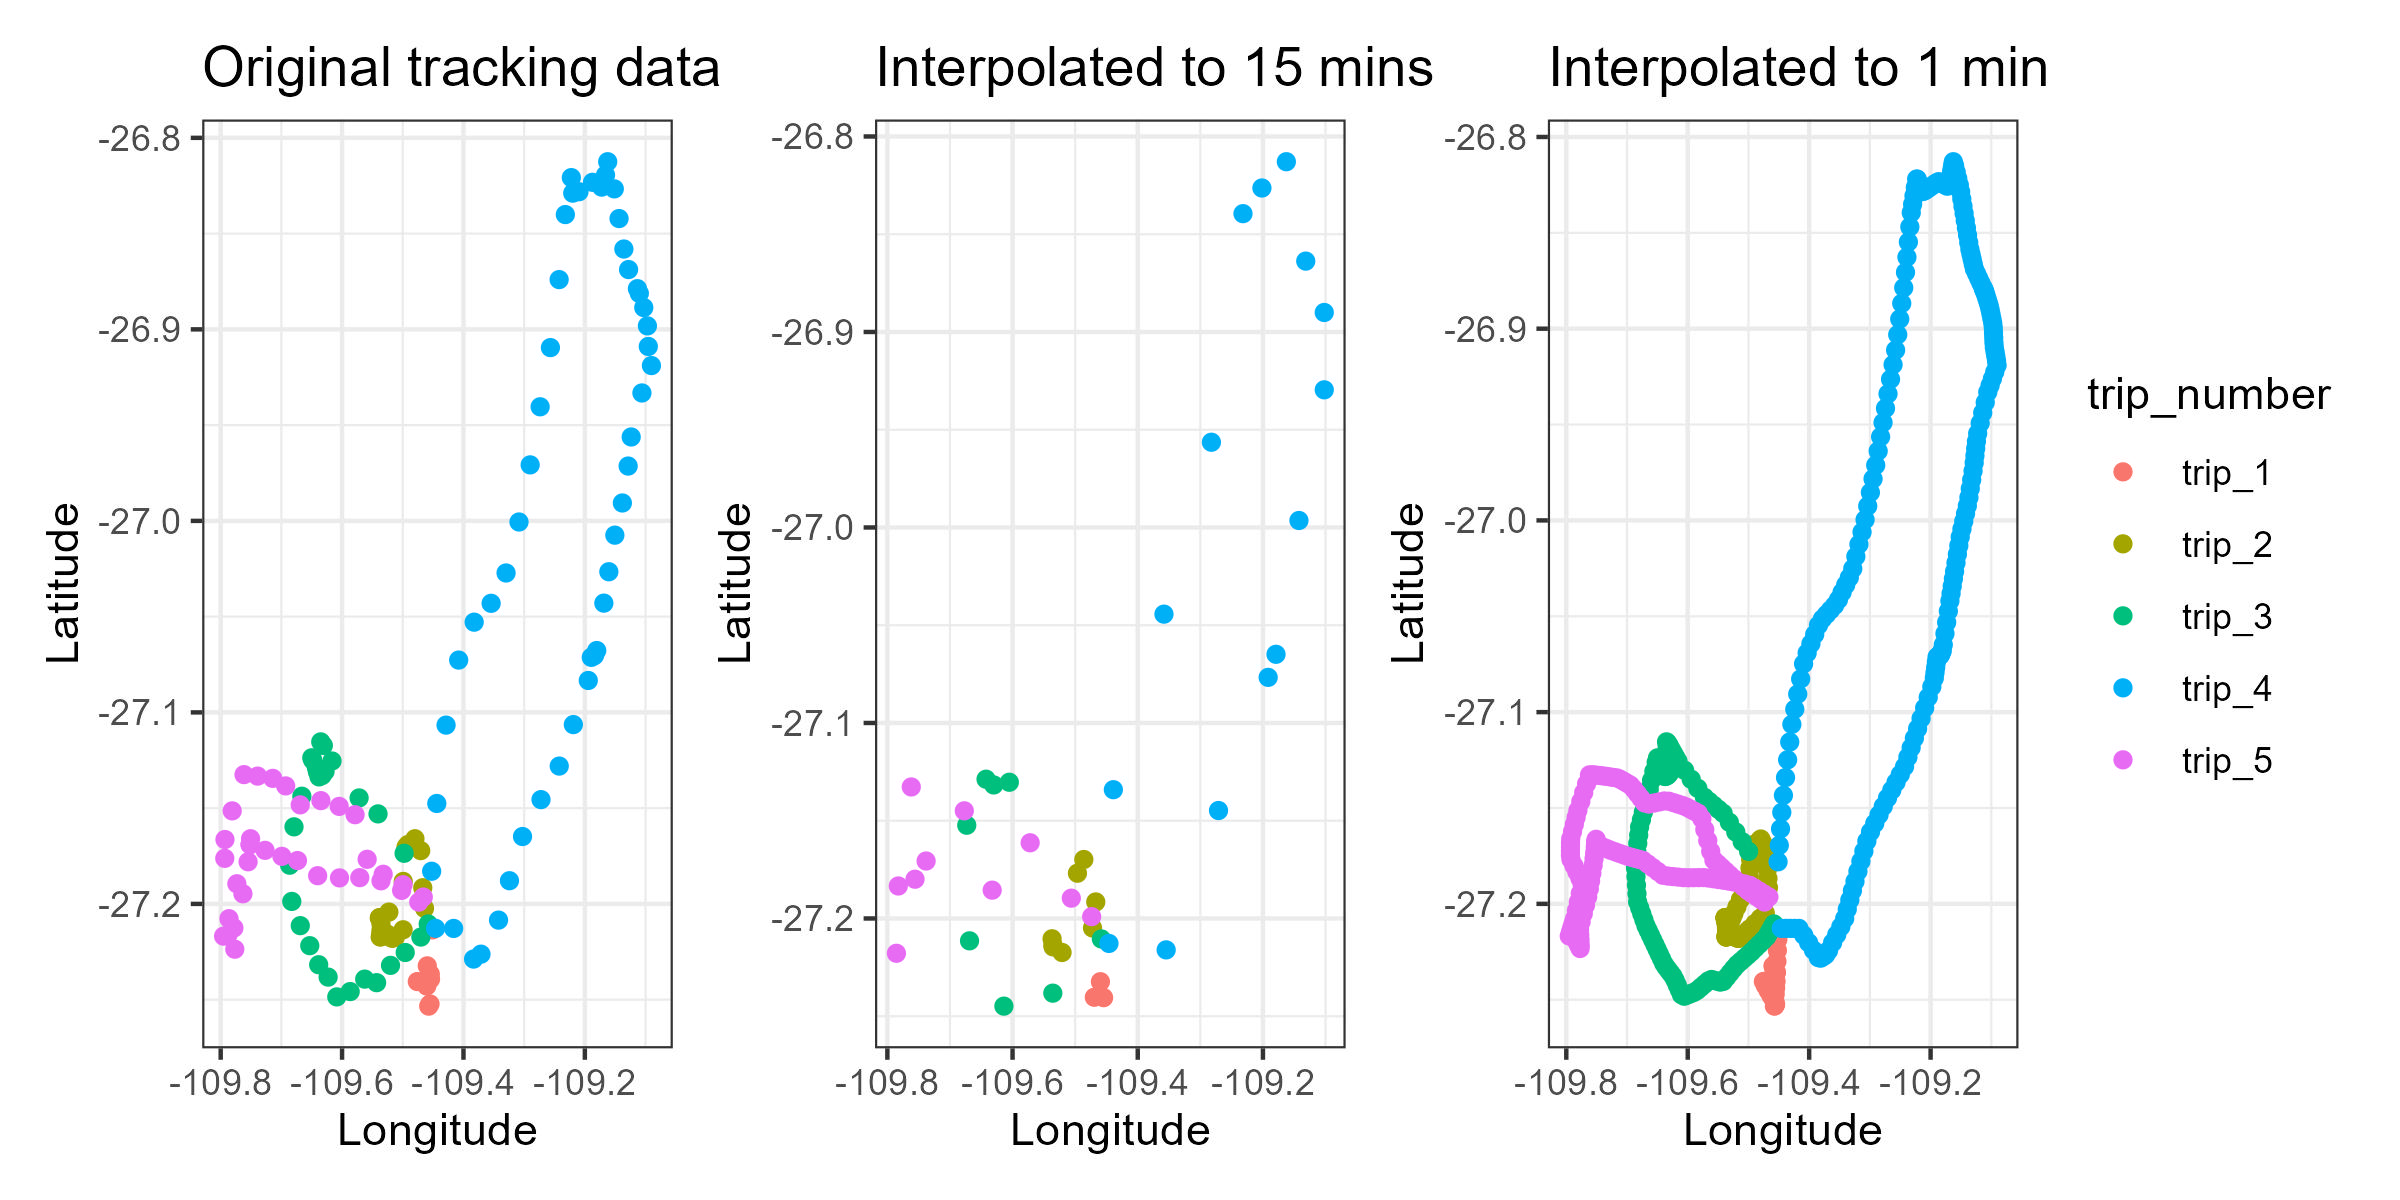 Original tracking data
Interpolated to 15 mins
Interpolated to 1 min
Latitude
-26.8
-26.9
-27.0
-27.1
-27.2
-109.8 -109.6 -109.4 -109.2
Longitude
Latitude
-26.8
-26.9
-27.0
-27.1
-27.2
-109.8 -109.6 -109.4 -109.2
Longitude
Latitude
-26.8
-26.9
-27.0
-27.1
-27.2
-109.8 -109.6 -109.4 -109.2
Longitude
trip_number
trip_1
trip_2
trip_3
trip_4
trip_5